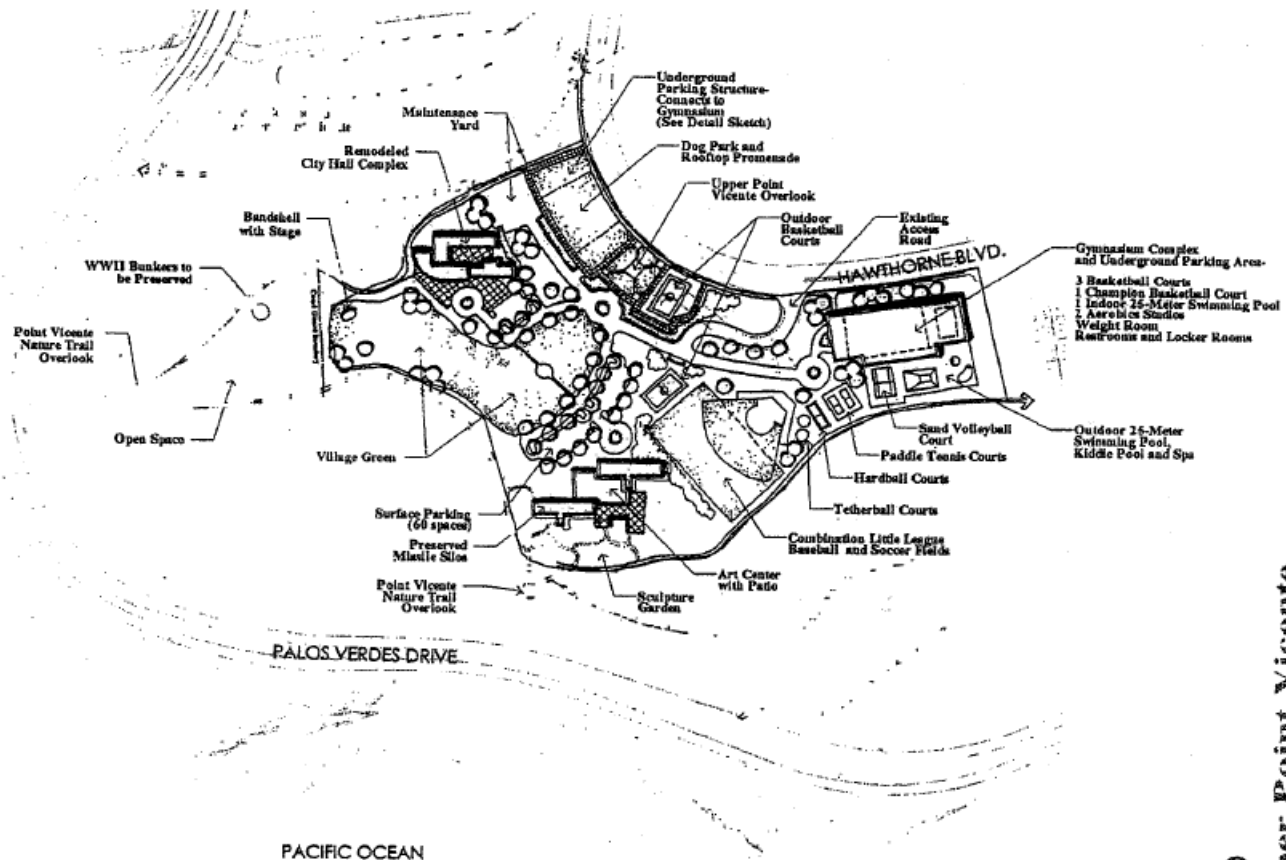 Underground
Parking Structure-
Connects to
Gymnasium
(See Detail Sketch)
Maintenance
Yard
Dog Park and
Rooftop Promenade
Remodeled
City Hall Complex
Upper Point
Vicente Overlook
Bandshell
with Stage
Outdoor
Basketball
Courts
Existing
Access
Road
HAWTHORNE BLVD.
Gymnasium Complex
and Underground Parking Area-
3 Basketball Courts
1 Champion Basketball Court
1 Indoor 25-Meter Swimming Pool
2 Aerobics Studios
Weight Room
Restrooms and Locker Rooms
WWII Bunkers to
be Preserved
Point Vicente
Nature Trail
Overlook
Open Space
Village Green
Sand Volleyball
Court
Outdoor 25-Meter
Swimming Pool,
Kiddie Pool and Spa
Paddle Tennis Courts
Hardball Courts
Tetherball Courts
Surface Parking
(60 spaces)
Preserved
Missile Silos
Combination Little League
Baseball and Soccer Fields
Art Center
with Patio
Point Vicente
Nature Trail
Overlook
Sculpture
Garden
PALOS VERDES DRIVE
PACIFIC OCEAN
Point Vicente